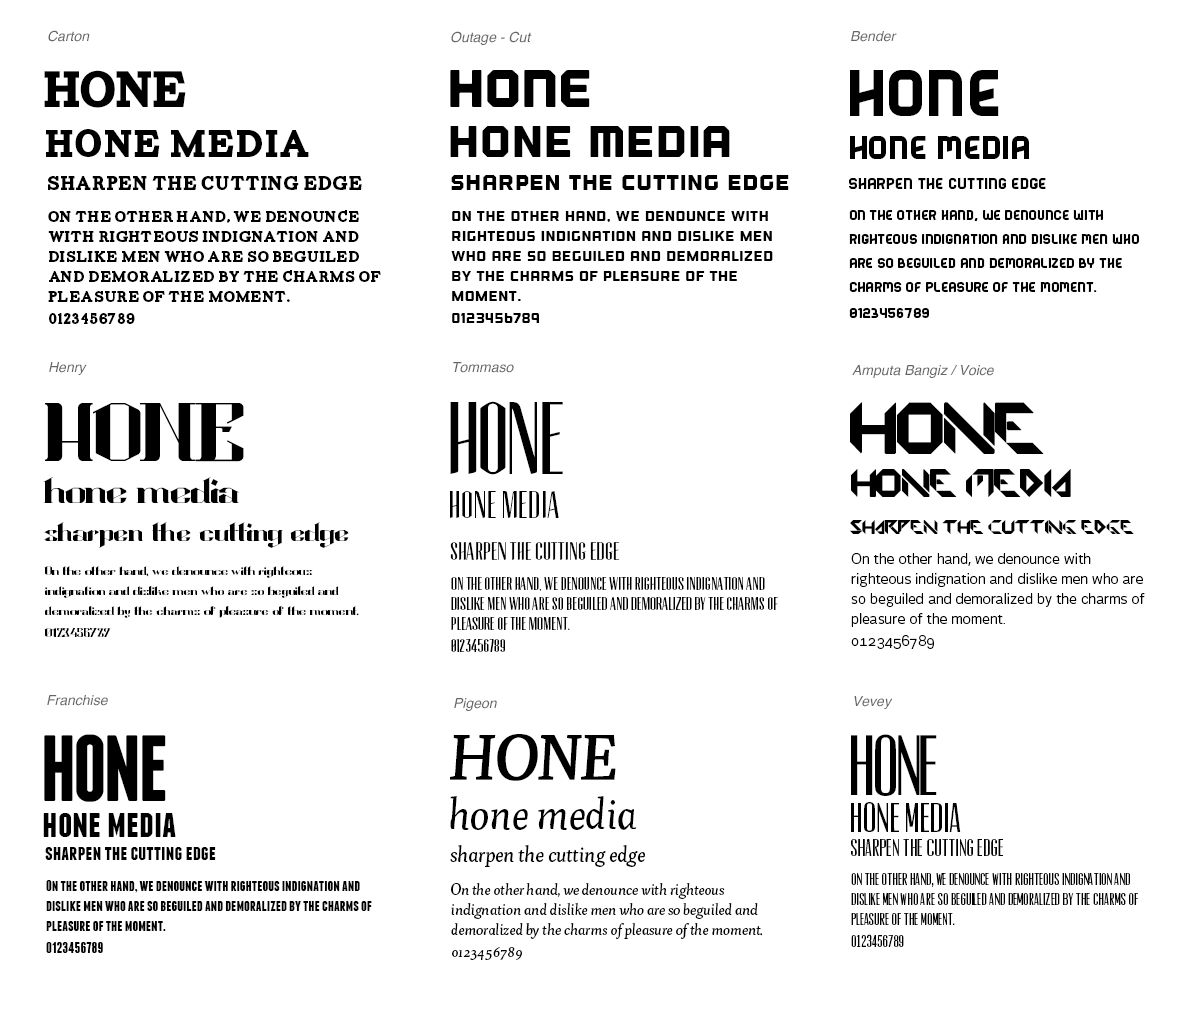 Carton
HONE
HONE MEDIA
SHARPEN THE CUTTING EDGE
ON THE OTHER HAND, WE DENOUNCE
WITH RIGHTEOUS INDIGNATION AND
DISLIKE MEN WHO ARE SO BEGUILED
AND DEMORALIZED BY THE CHARMS OF
PLEASURE OF THE MOMENT.
0123456789
Outage - Cut
HONE
HONE MEDIA
SHARPEN THE CUTTING EDGE
ON THE OTHER HAND, WE DENOUNCE WITH
RIGHTEOUS INDIGNATION AND DISLIKE MEN
WHO ARE SO BEGUILED AND DEMORALIZED
BY THE CHARMS OF PLEASURE OF THE
MOMENT.
0123456789
Bender
HONE
HONE MEDIA
SHARPEN THE CUTTING EDGE
ON THE OTHER HAND, WE DENOUNCE WITH
RIGHTEOUS INDIGNATION AND DISLIKE MEN WHO
ARE SO BEGUILED AND DEMORALIZED BY THE
CHARMS OF PLEASURE OF THE MOMENT.
0123456789
Henry
HONE
hone media
sharpen the cutting edge
On the other hand, we denounce with righteous
indignation and dislike men who are so beguiled and
demoralized by the charms of pleasure of the moment.
0123456789
Tommaso
HONE
HONE MEDIA
SHARPEN THE CUTTING EDGE
ON THE OTHER HAND, WE DENOUNCE WITH RIGHTEOUS INDIGNATION AND
DISLIKE MEN WHO ARE SO BEGUILED AND DEMORALIZED BY THE CHARMS OF
PLEASURE OF THE MOMENT.
0123456789
Amputa Bangiz / Voice
HONE
HONE MEDIA
SHARPEN THE CUTTING EDGE
On the other hand, we denounce with
righteous indignation and dislike men who are
so beguiled and demoralized by the charms of
pleasure of the moment.
0123456789
Franchise
HONE
HONE MEDIA
SHARPEN THE CUTTING EDGE
ON THE OTHER HAND, WE DENOUNCE WITH RIGHTEOUS INDIGNATION AND
DISLIKE MEN WHO ARE SO BEGUILED AND DEMORALIZED BY THE CHARMS OF
PLEASURE OF THE MOMENT.
0123456789
Pigeon
HONE
hone media
sharpen the cutting edge
On the other hand, we denounce with righteous
indignation and dislike men who are so beguiled and
demoralized by the charms of pleasure of the moment.
0123456789
Vevey
HONE
HONE MEDIA
SHARPEN THE CUTTING EDGE
ON THE OTHER HAND, WE DENOUNCE WITH RIGHTEOUS INDIGNATION AND
DISLIKE MEN WHO ARE SO BEGUILED AND DEMORALIZED BY THE CHARMS OF
PLEASURE OF THE MOMENT.
0123456789